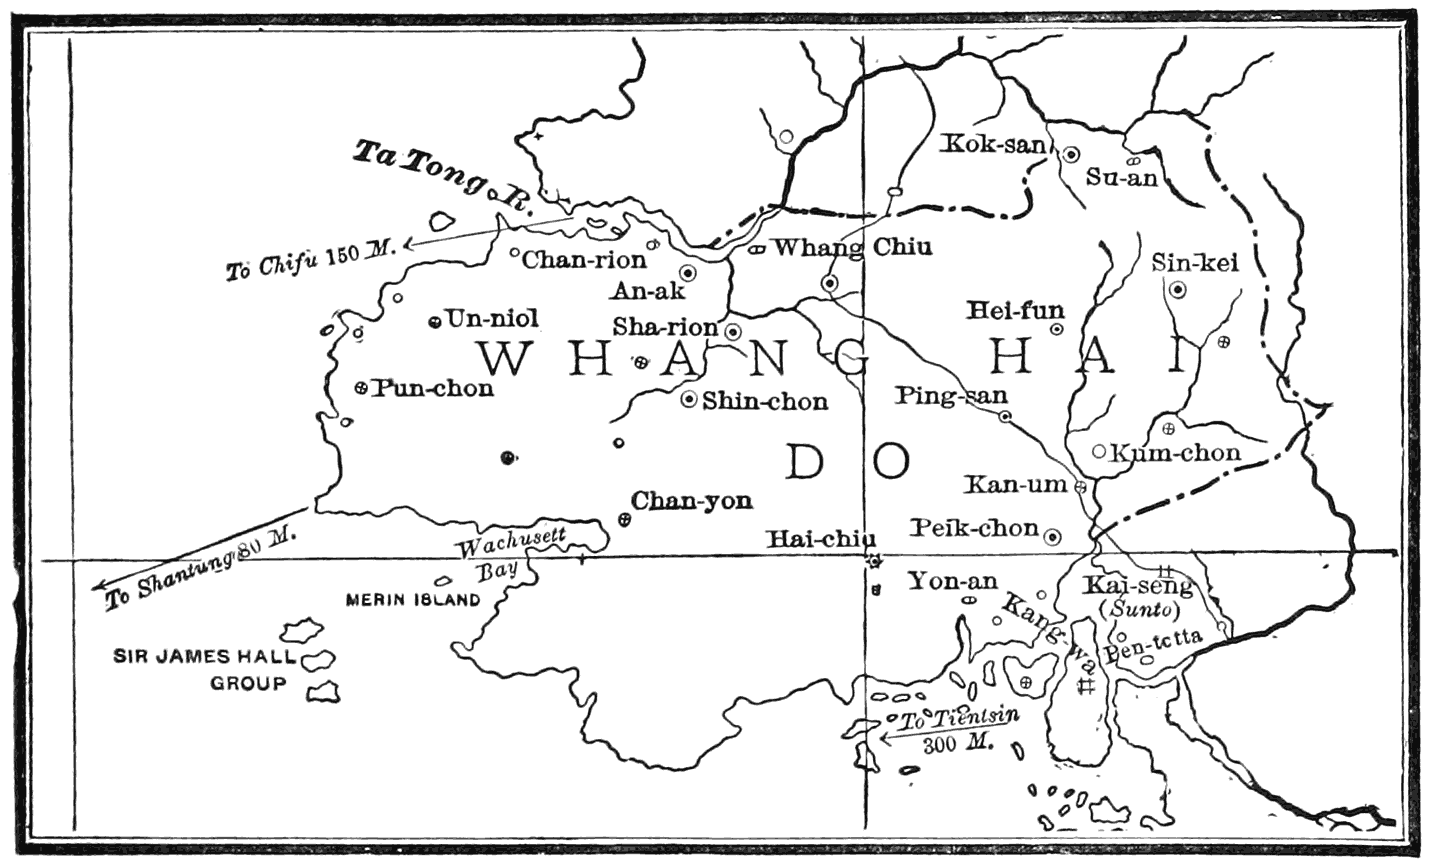 Kok-san
Su-an
Ta Tong R.
To Chifu 150 M.
Chan-rion
Whang Chiu
Sin-kei
An-ak
Un-niol
Sha-rion
Hei-fun
WHANG HAI
Pun-chon
Shin-chon
Ping-san
DO
Kum-chon
Kan-um
Chan-yon
Peik-chon
Hai-chiu
Wachusett
Bay
To Shantung 80 M.
MERIN ISLAND
Yon-an
Kai-seng
(Sunto)
Kang-wa
SIR JAMES HALL
GROUP
Pen-tetta
To Tientsin
300 M.